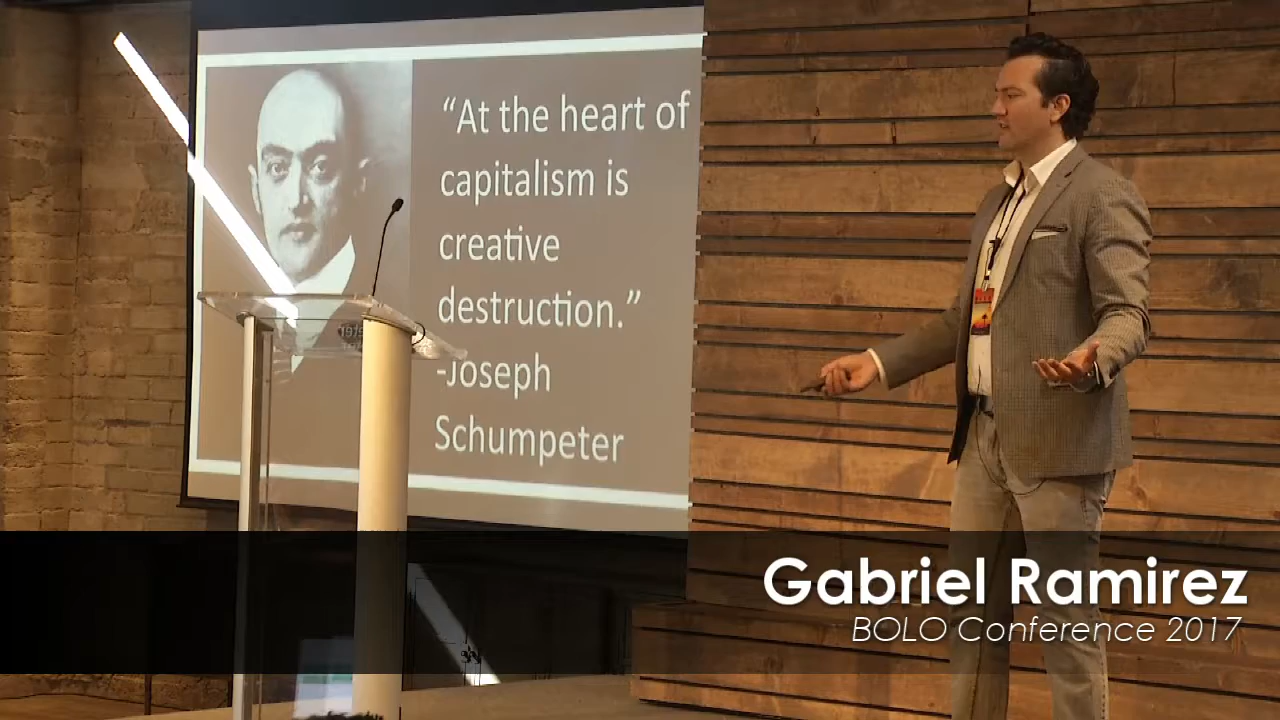 “At the heart of
capitalism is
creative
destruction.”
-Joseph
Schumpeter
Gabriel Ramirez
BOLO Conference 2017